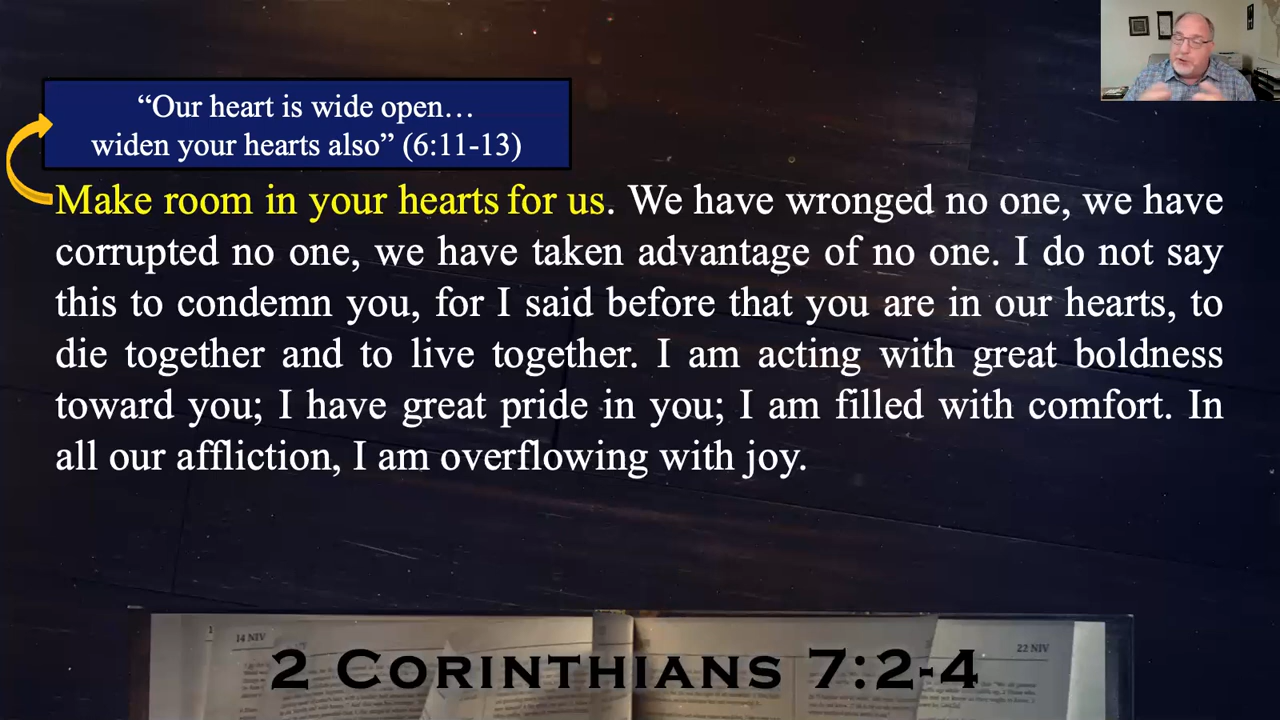 “Our heart is wide open…
widen your hearts also” (6:11-13)
Make room in your hearts for us. We have wronged no one, we have
corrupted no one, we have taken advantage of no one. I do not say
this to condemn you, for I said before that you are in our hearts, to
die together and to live together. I am acting with great boldness
toward you; I have great pride in you; I am filled with comfort. In
all our affliction, I am overflowing with joy.
14 NIV
22 NIV
2 CORINTHIANS 7:2-4